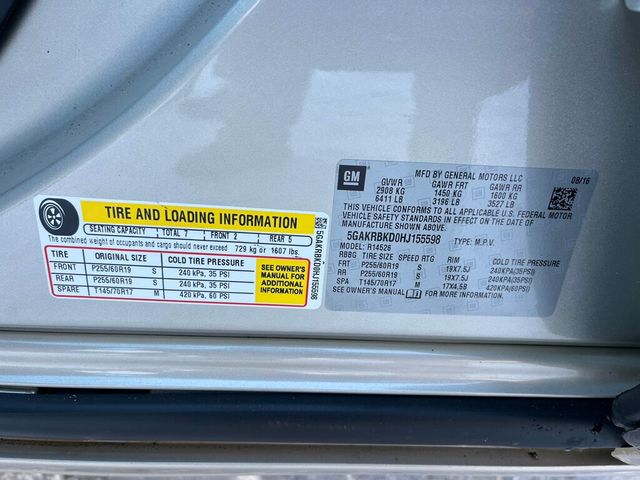 TIRE AND LOADING INFORMATION
SEATING CAPACITY TOTAL 7 FRONT 2 REAR 5
The combined weight of occupants and cargo should never exceed 729 kg or 1607 lbs.
TIRE ORIGINAL SIZE COLD TIRE PRESSURE
FRONT P255/60R19 S 240 kPa, 35 PSI
REAR P255/60R19 S 240 kPa, 35 PSI
SPARE T145/70R17 M 420 kPa, 60 PSI
SEE OWNER'S
MANUAL FOR
ADDITIONAL
INFORMATION
5GAKRBKD0HJ155598
GM
MFD BY GENERAL MOTORS LLC 08/16
GVWR GAWR FRT GAWR RR
2908 KG 1450 KG 1600 KG
6411 LB 3196 LB 3527 LB
THIS VEHICLE CONFORMS TO ALL APPLICABLE U.S. FEDERAL MOTOR
VEHICLE SAFETY STANDARDS IN EFFECT ON THE DATE OF
MANUFACTURE SHOWN ABOVE.
5GAKRBKD0HJ155598 TYPE: M.P.V.
MODEL: R14526
RBBG TIRE SIZE SPEED RTG RIM COLD TIRE PRESSURE
FRT P255/60R19 S 19X7.5J 240KPA(35PSI)
RR P255/60R19 S 19X7.5J 240KPA(35PSI)
SPA T145/70R17 M 17X4.5B 420KPA(60PSI)
SEE OWNER'S MANUAL FOR MORE INFORMATION.